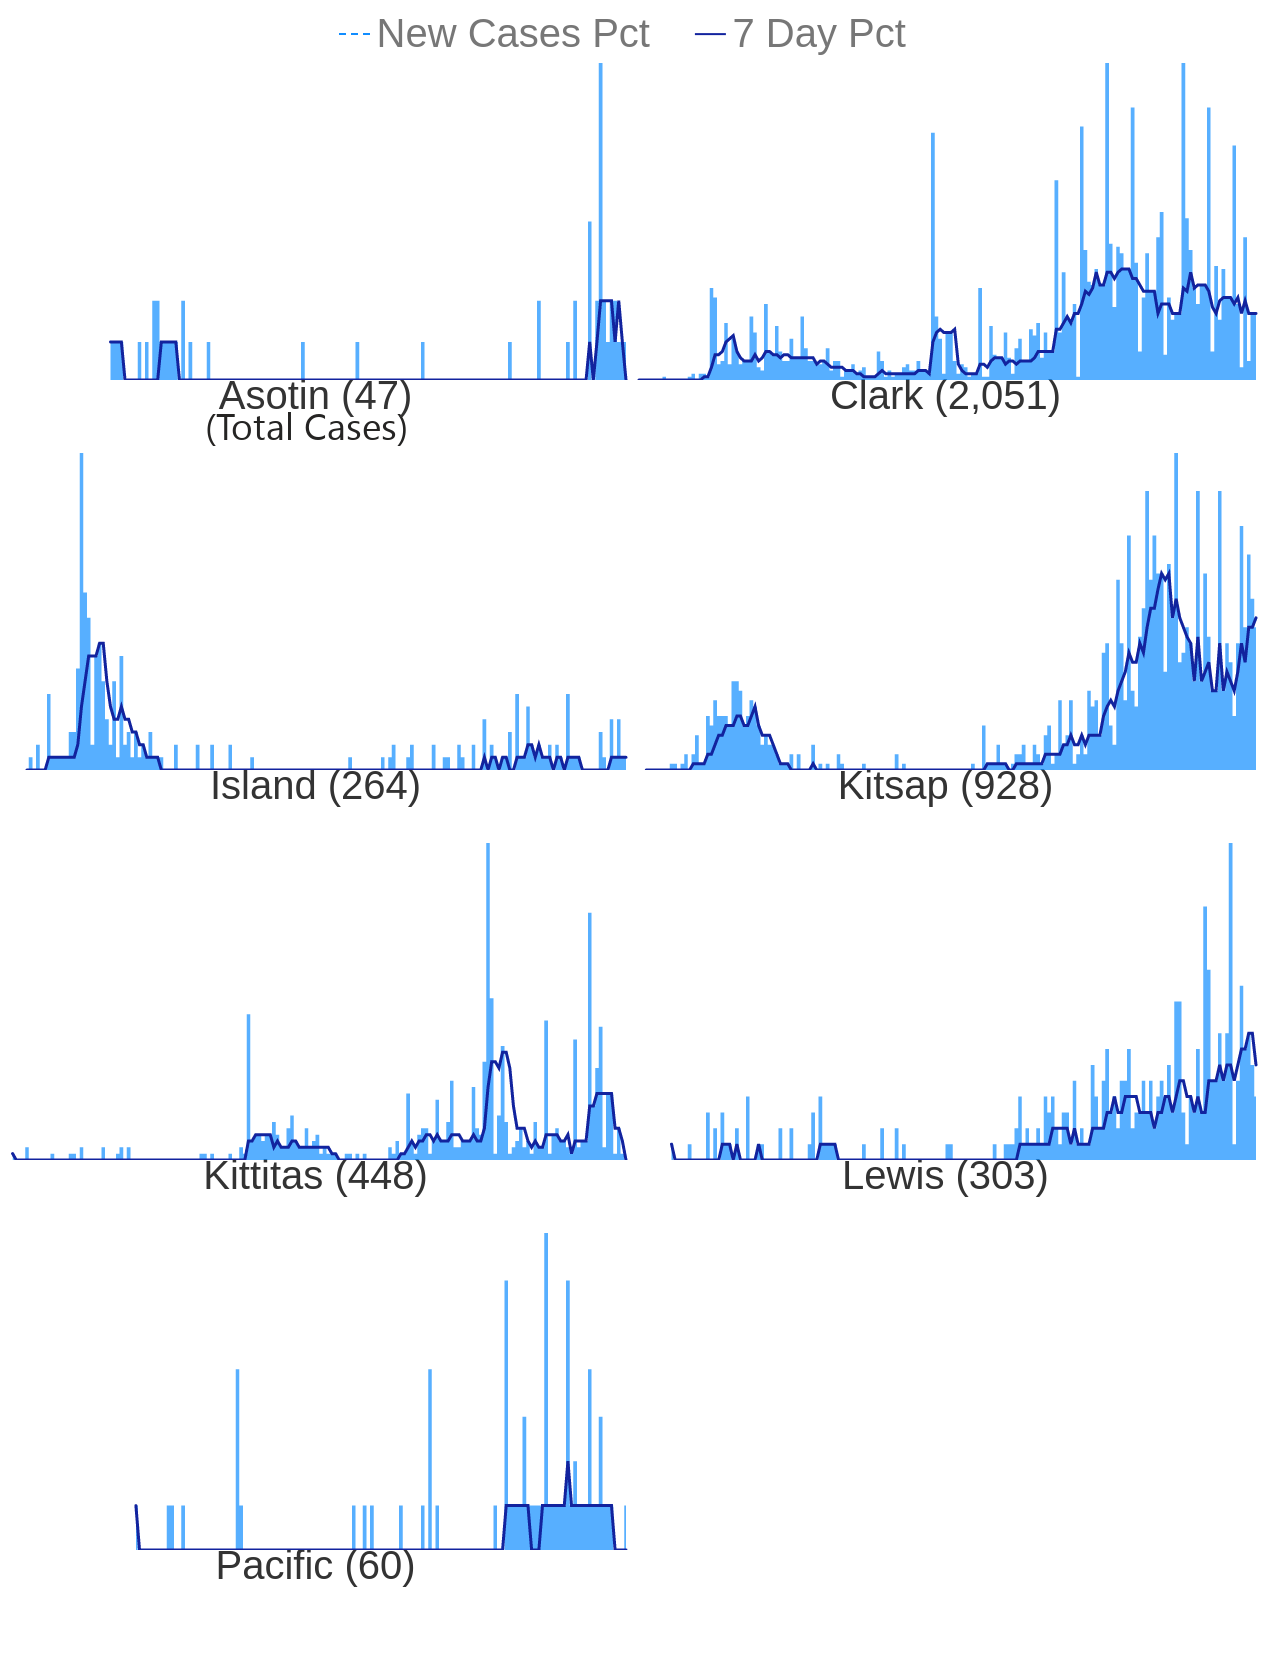 New Cases Pct 7 Day Pct
Asotin (47) Clark (2,051)
(Total Cases)
Island (264) Kitsap (928)
Kittitas (448) Lewis (303)
Pacific (60)